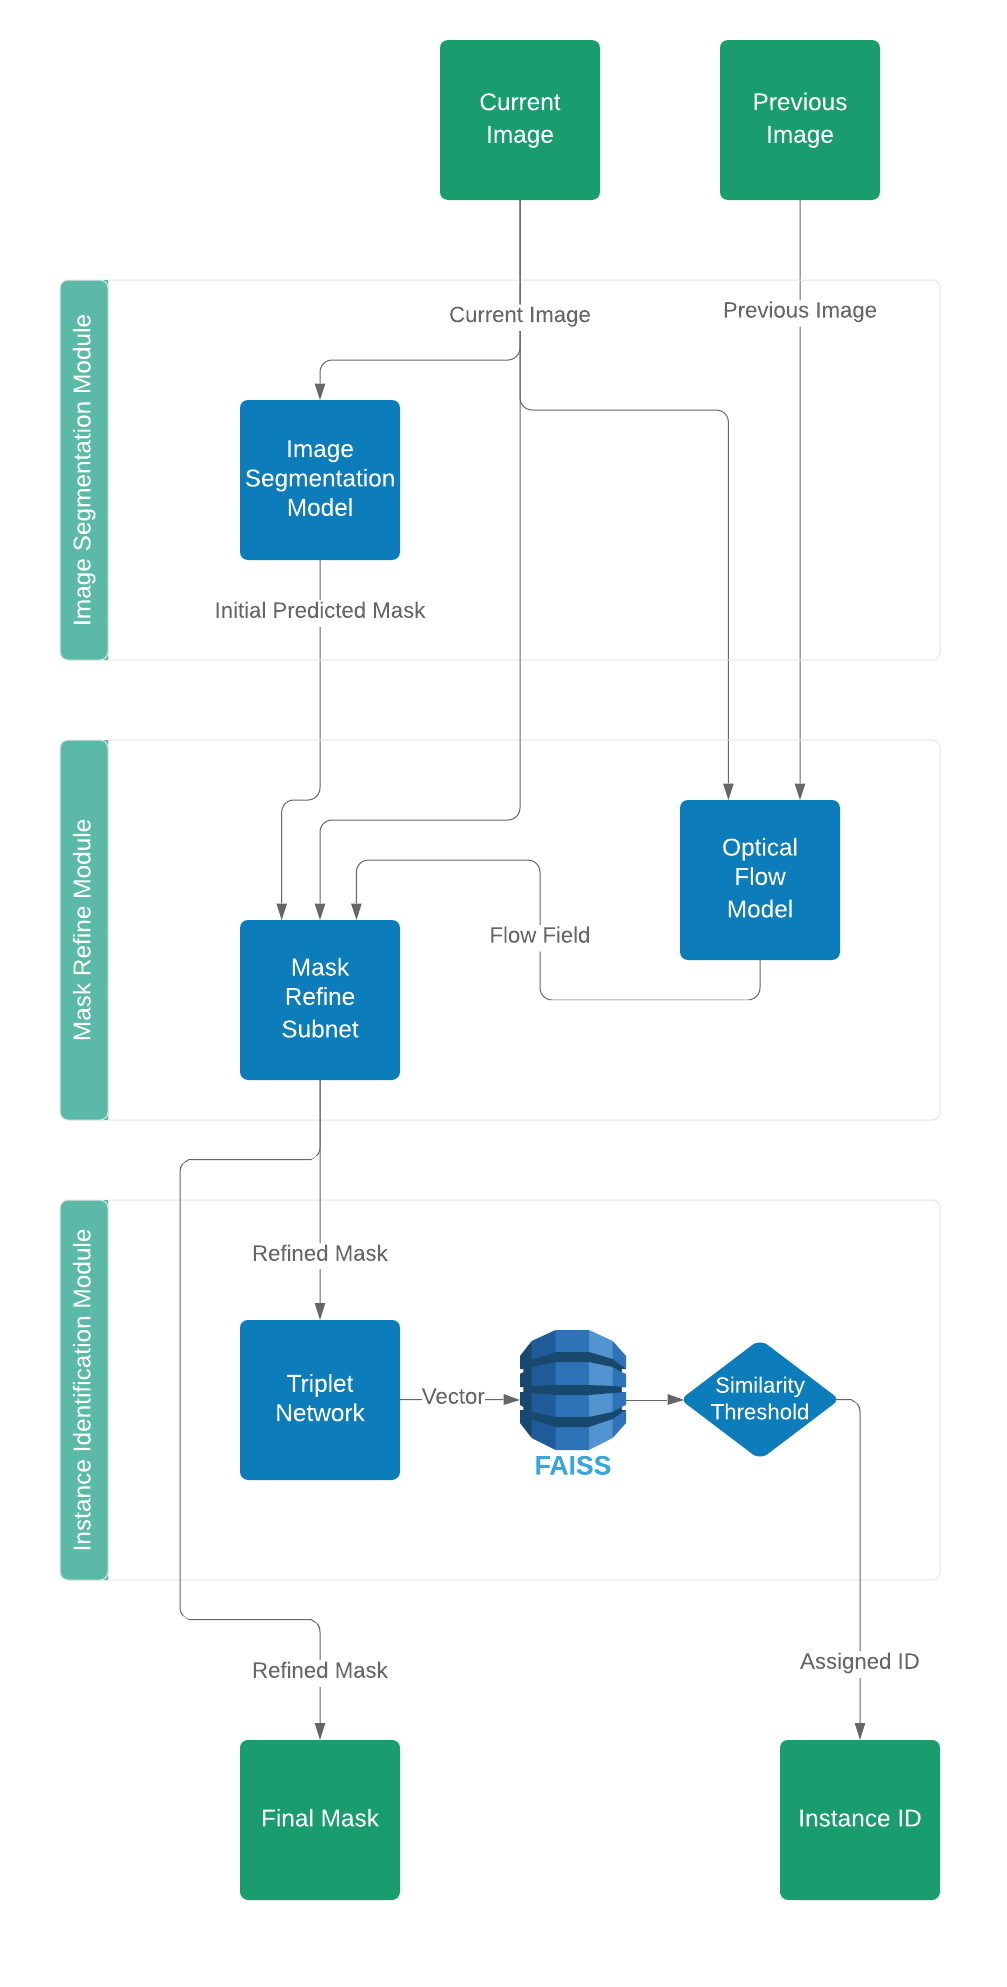 Current
Image
Previous
Image
Image Segmentation Module
Current Image
Previous Image
Image
Segmentation
Model
Initial Predicted Mask
Mask Refine Module
Optical
Flow
Model
Flow Field
Mask
Refine
Subnet
Instance Identification Module
Refined Mask
Triplet
Network
Vector
FAISS
Similarity
Threshold
Refined Mask
Assigned ID
Final Mask
Instance ID